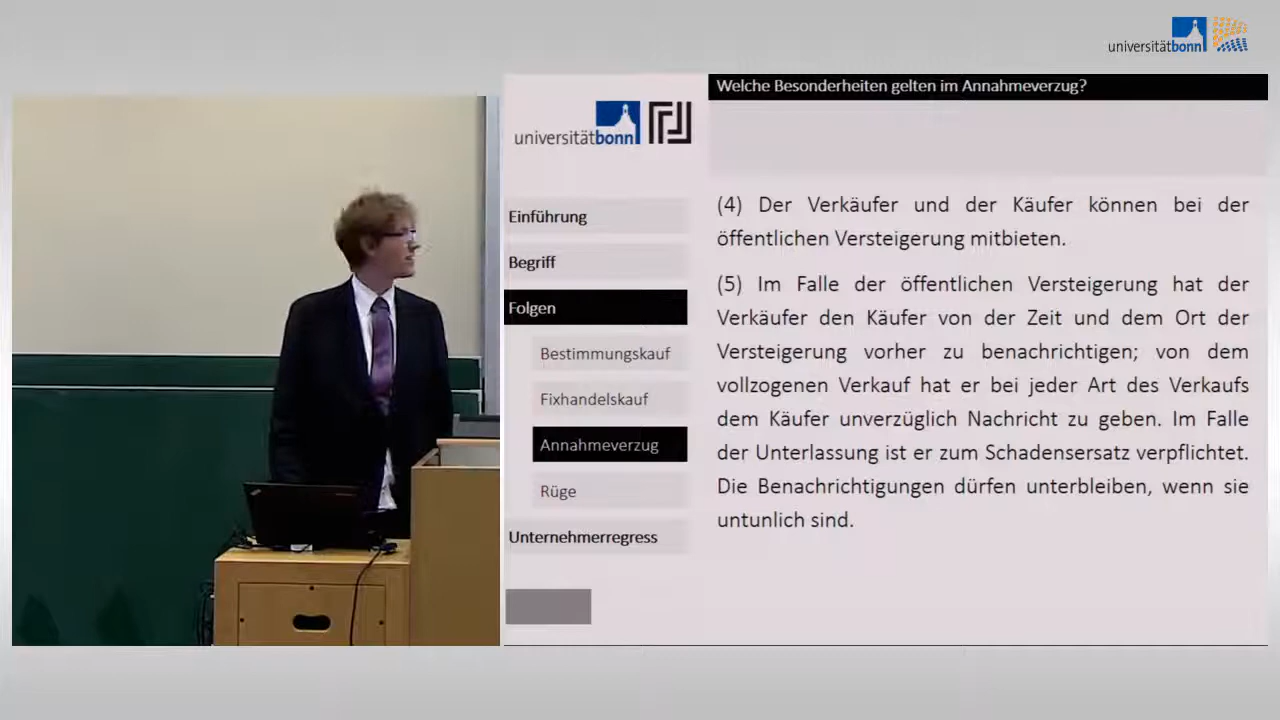 universitätbonn
Welche Besonderheiten gelten im Annahmeverzug?
universitätbonn
Einführung
Begriff
Folgen
Bestimmungskauf
Fixhandelskauf
Annahmeverzug
Rüge
Unternehmerregress
(4) Der Verkäufer und der Käufer können bei der
öffentlichen Versteigerung mitbieten.
(5) Im Falle der öffentlichen Versteigerung hat der
Verkäufer den Käufer von der Zeit und dem Ort der
Versteigerung vorher zu benachrichtigen; von dem
vollzogenen Verkauf hat er bei jeder Art des Verkaufs
dem Käufer unverzüglich Nachricht zu geben. Im Falle
der Unterlassung ist er zum Schadensersatz verpflichtet.
Die Benachrichtigungen dürfen unterbleiben, wenn sie
untunlich sind.